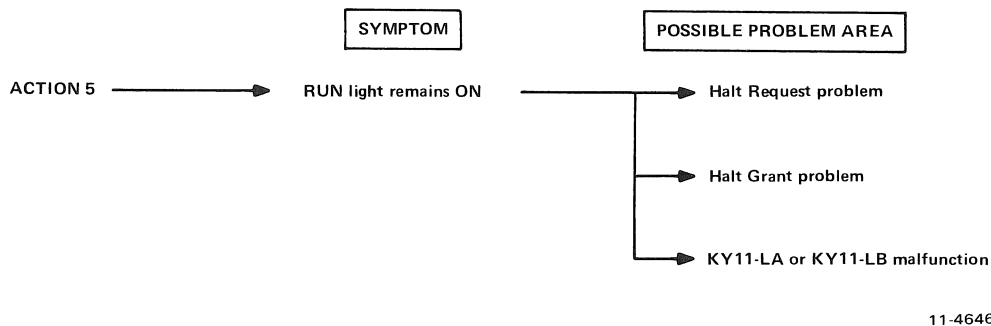 SYMPTOM
POSSIBLE PROBLEM AREA
ACTION 5
RUN light remains ON
Halt Request problem
Halt Grant problem
KY11-LA or KY11-LB malfunction
11-4646